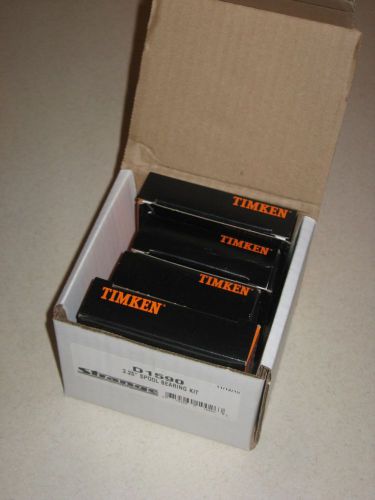 TIMKEN
TIMKEN
TIMKEN
TIMKEN
D1590
3.25" SPOOL BEARING KIT